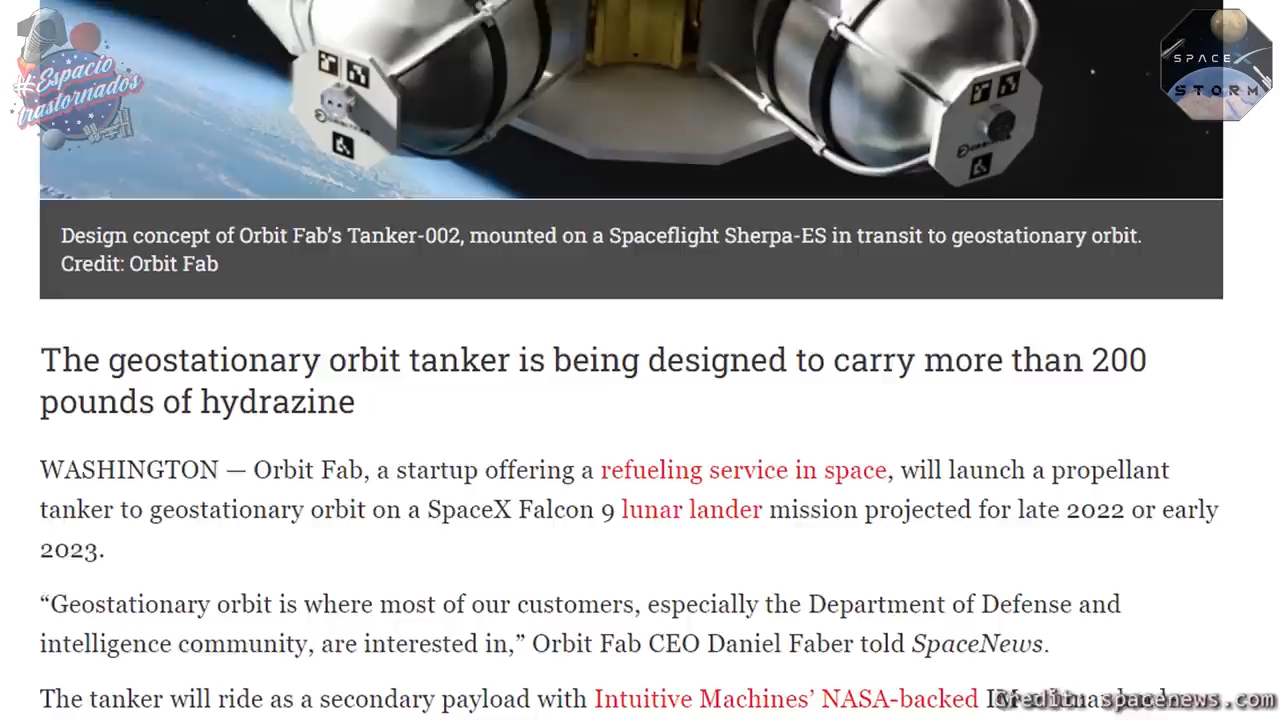 #Espacio
trastornados
SPACEX
STORM
Design concept of Orbit Fab’s Tanker-002, mounted on a Spaceflight Sherpa-ES in transit to geostationary orbit.
Credit: Orbit Fab
The geostationary orbit tanker is being designed to carry more than 200
pounds of hydrazine
WASHINGTON — Orbit Fab, a startup offering a refueling service in space, will launch a propellant
tanker to geostationary orbit on a SpaceX Falcon 9 lunar lander mission projected for late 2022 or early
2023.
“Geostationary orbit is where most of our customers, especially the Department of Defense and
intelligence community, are interested in,” Orbit Fab CEO Daniel Faber told SpaceNews.
The tanker will ride as a secondary payload with Intuitive Machines’ NASA-backed
Credit: spacenews.com